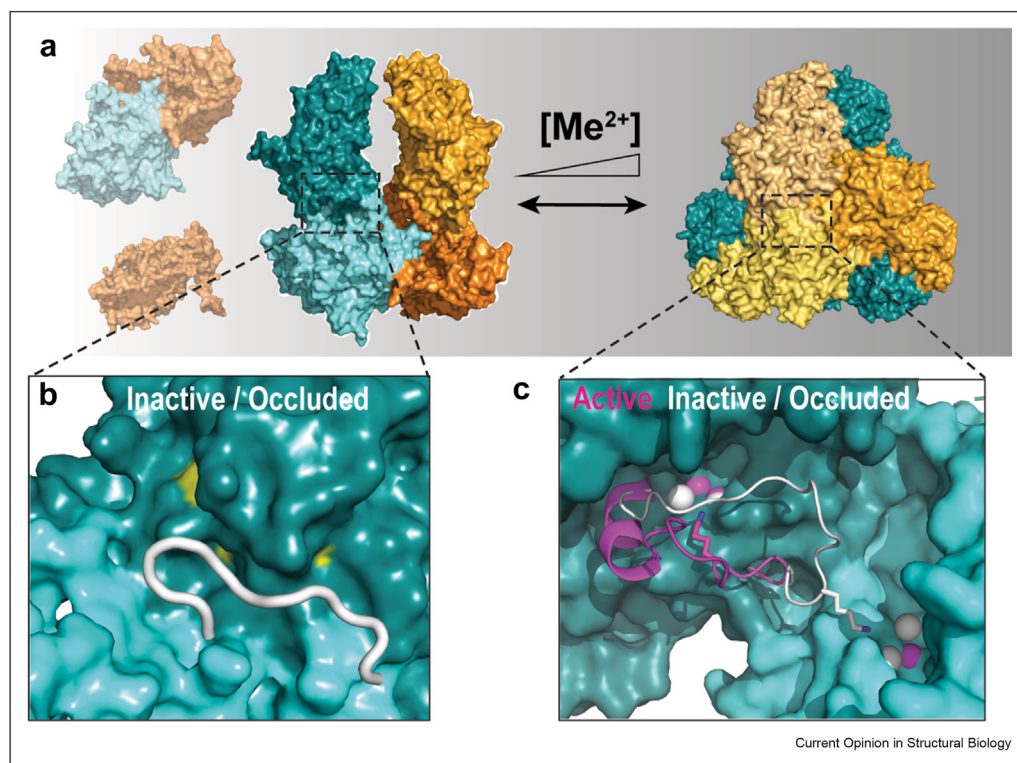 a
[Me²⁺]
b
Inactive / Occluded
c
Active Inactive / Occluded
Current Opinion in Structural Biology